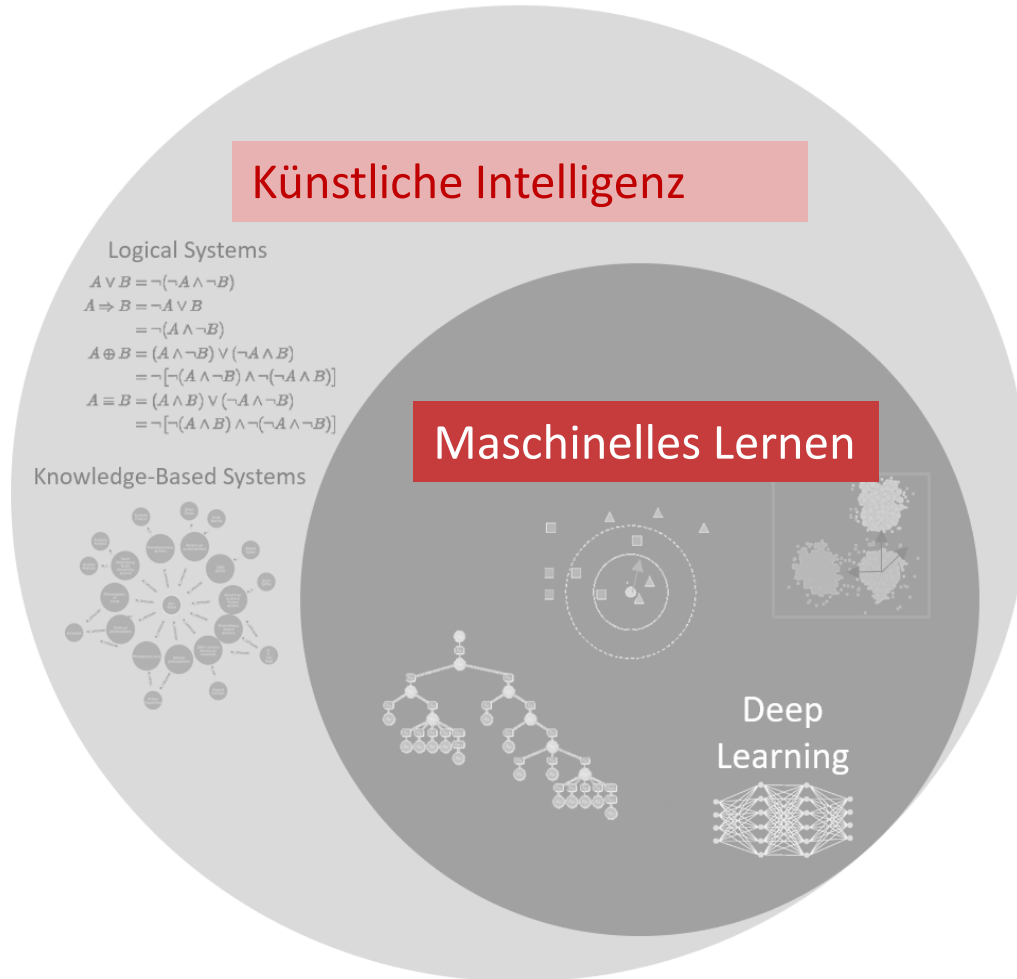 Künstliche Intelligenz
Logical Systems
A ∨ B = ¬(¬A ∧ ¬B)
A ⇒ B = ¬A ∨ B
= ¬(A ∧ ¬B)
A ⊕ B = (A ∧ ¬B) ∨ (¬A ∧ B)
= ¬[¬(A ∧ ¬B) ∧ ¬(¬A ∧ B)]
A ≡ B = (A ∧ B) ∨ (¬A ∧ ¬B)
= ¬[¬(A ∧ B) ∧ ¬(¬A ∧ ¬B)]
Maschinelles Lernen
Knowledge-Based Systems
Deep
Learning